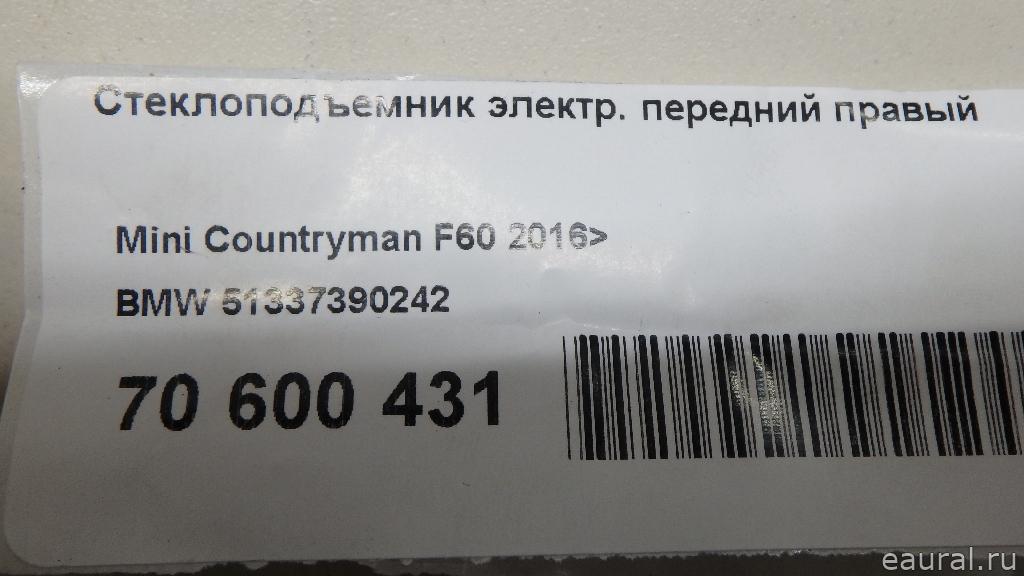 Стеклоподъемник электр. передний правый
Mini Countryman F60 2016>
BMW 51337390242
70 600 431
eaural.ru